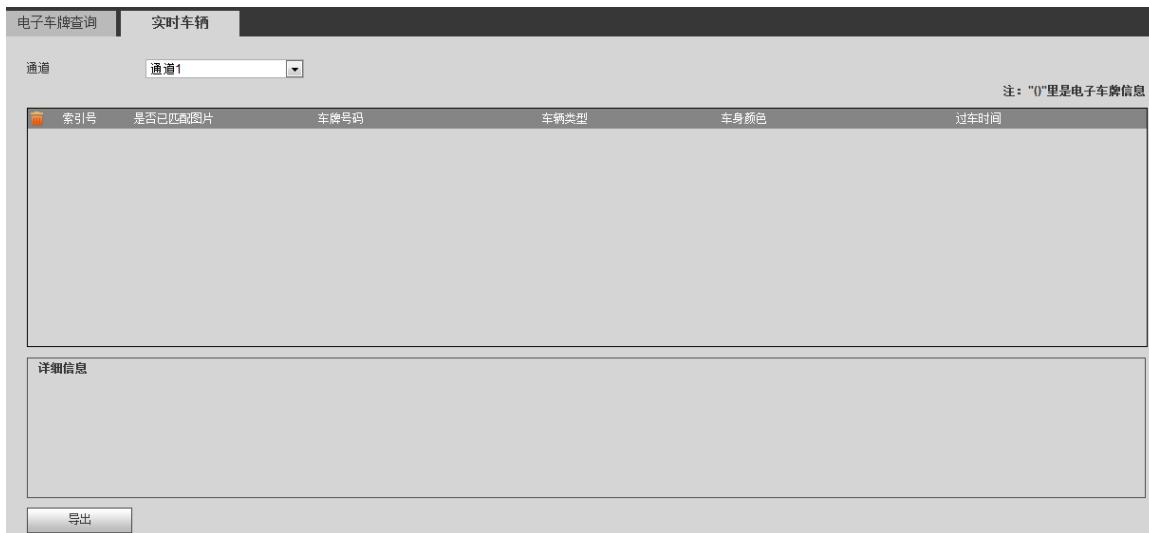 电子车牌查询 实时车辆
通道 通道1
注："()"里是电子车牌信息
索引号 是否已匹配图片 车牌号码 车辆类型 车身颜色 过车时间
详细信息
导出